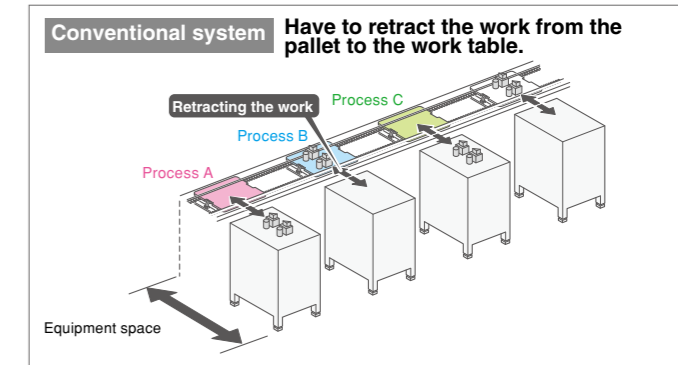 Conventional system
Have to retract the work from the
pallet to the work table.
Retracting the work
Process C
Process B
Process A
Equipment space